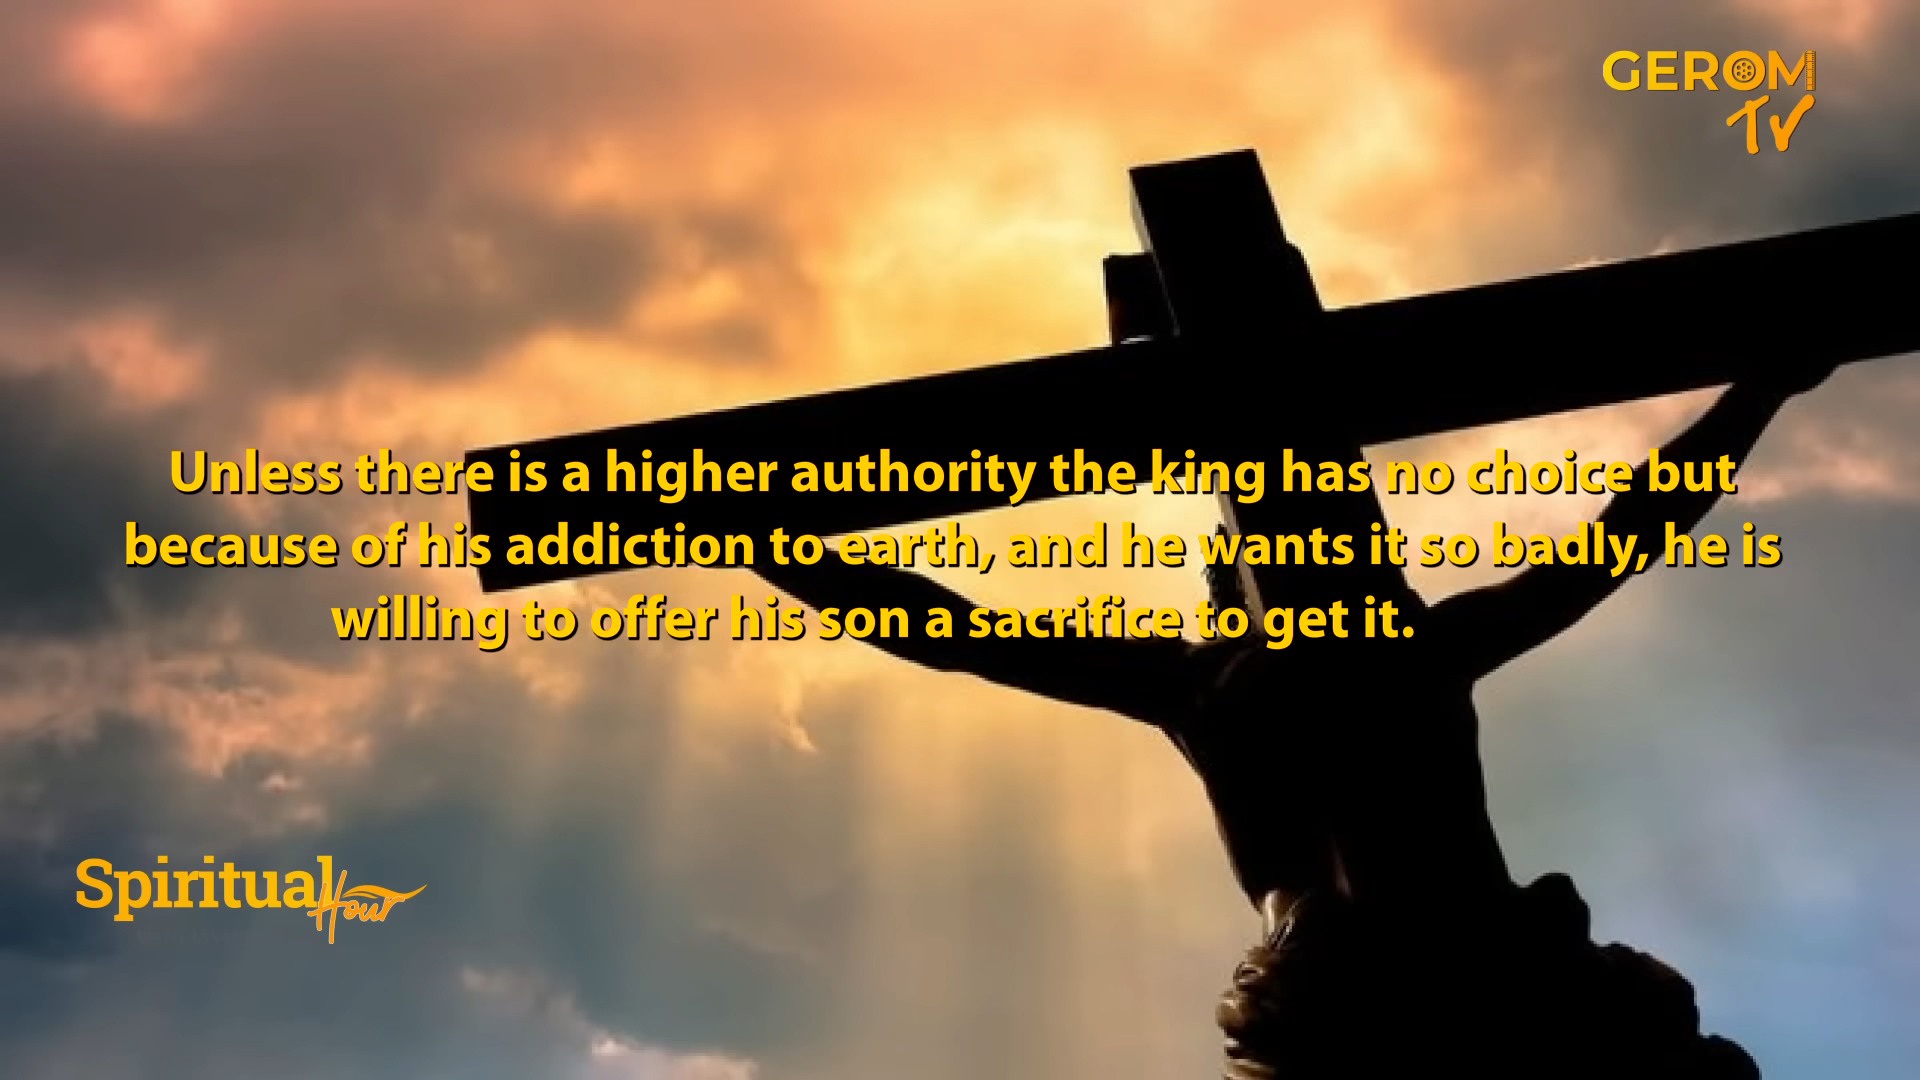 GEROM
TV
Unless there is a higher authority the king has no choice but
because of his addiction to earth, and he wants it so badly, he is
willing to offer his son a sacrifice to get it.
Spiritual
Hour